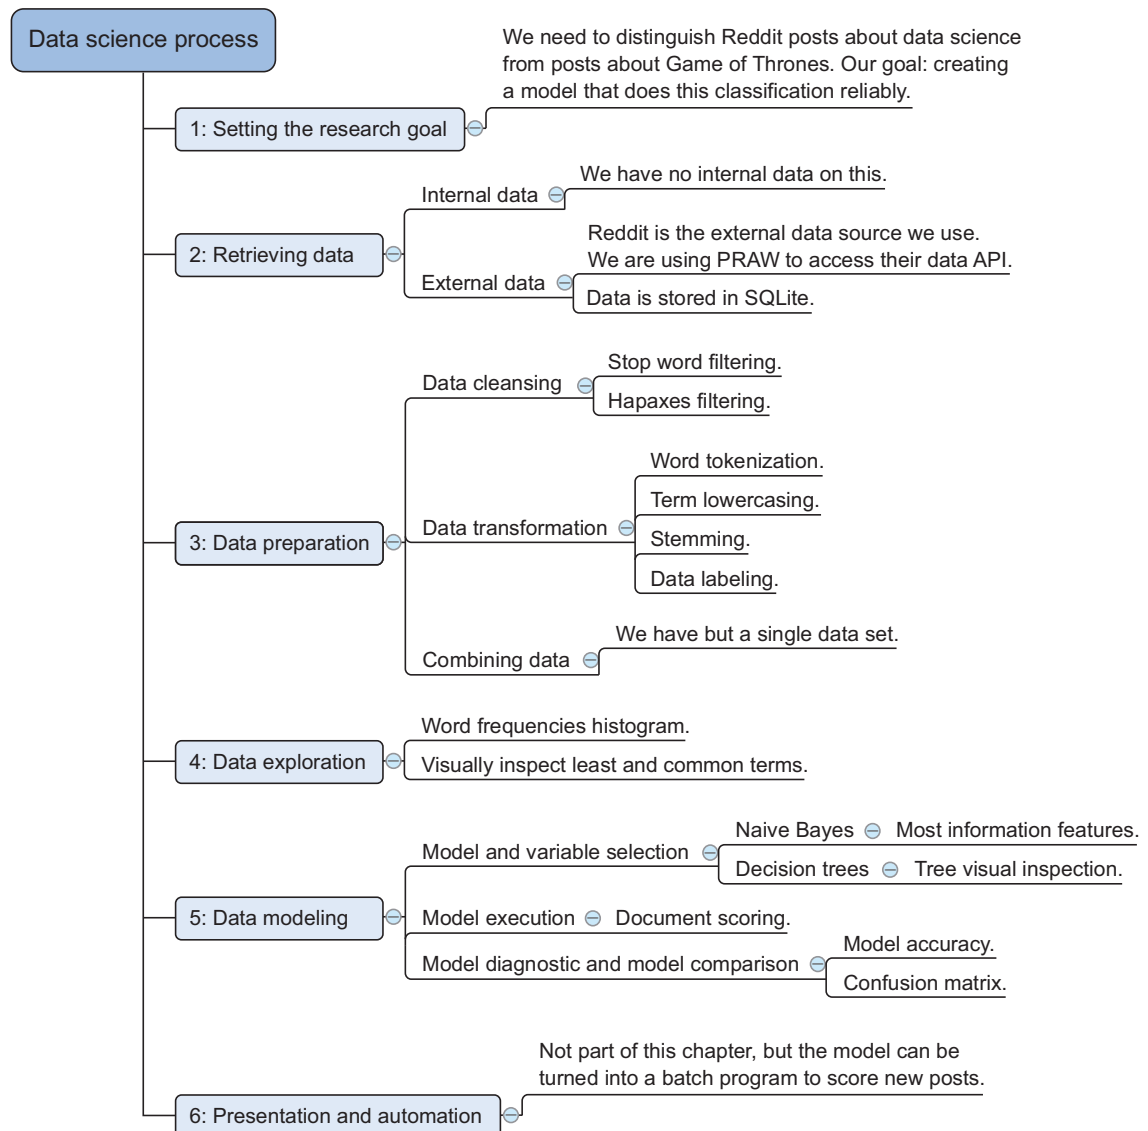 Data science process
We need to distinguish Reddit posts about data science
from posts about Game of Thrones. Our goal: creating
a model that does this classification reliably.
1: Setting the research goal
We have no internal data on this.
Internal data
Reddit is the external data source we use.
2: Retrieving data
We are using PRAW to access their data API.
External data
Data is stored in SQLite.
Stop word filtering.
Data cleansing
Hapaxes filtering.
Word tokenization.
Term lowercasing.
Data transformation
3: Data preparation
Stemming.
Data labeling.
We have but a single data set.
Combining data
Word frequencies histogram.
4: Data exploration
Visually inspect least and common terms.
Naive Bayes
Most information features.
Model and variable selection
Decision trees
Tree visual inspection.
5: Data modeling
Model execution
Document scoring.
Model accuracy.
Model diagnostic and model comparison
Confusion matrix.
Not part of this chapter, but the model can be
turned into a batch program to score new posts.
6: Presentation and automation